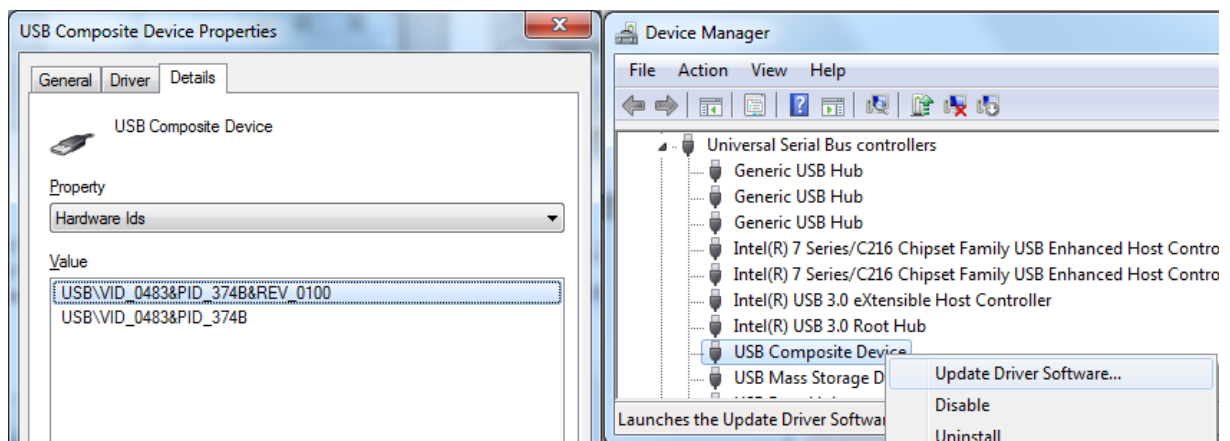 USB Composite Device Properties
General Driver Details
USB Composite Device
Property
Hardware Ids
Value
USB\VID_0483&PID_374B&REV_0100
USB\VID_0483&PID_374B
Device Manager
File Action View Help
Universal Serial Bus controllers
Generic USB Hub
Generic USB Hub
Generic USB Hub
Intel(R) 7 Series/C216 Chipset Family USB Enhanced Host Contro
Intel(R) 7 Series/C216 Chipset Family USB Enhanced Host Contro
Intel(R) USB 3.0 eXtensible Host Controller
Intel(R) USB 3.0 Root Hub
USB Composite Device
USB Mass Storage D
Launches the Update Driver Softwa
Update Driver Software...
Disable
Uninstall